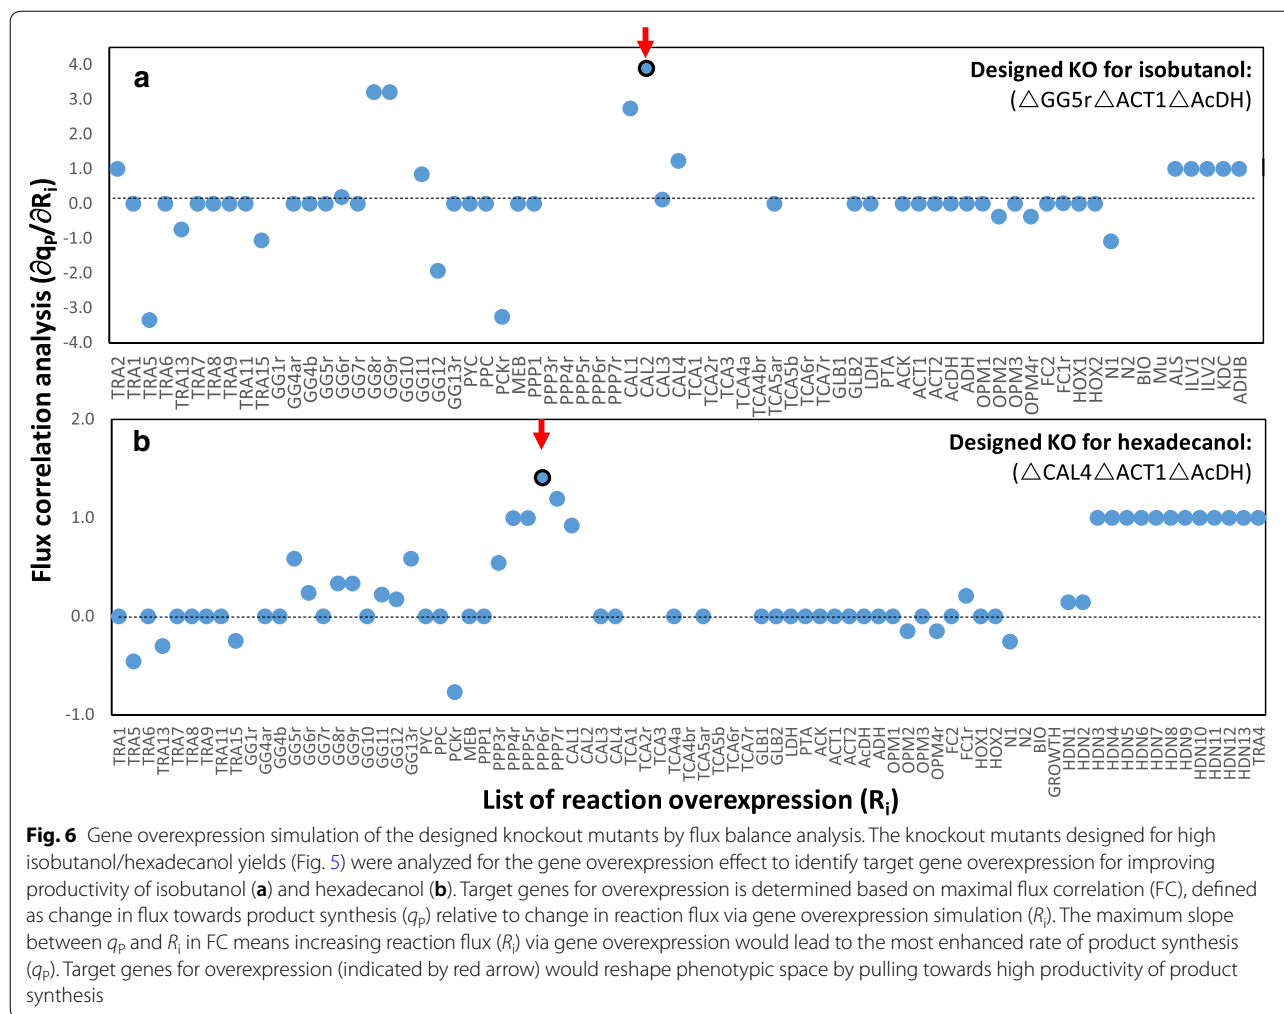 a
Designed KO for isobutanol:
(△GG5r△ACT1△AcDH)
4.0
3.0
2.0
1.0
0.0
-1.0
-2.0
-3.0
-4.0
TRA2 TRA1 TRA5 TRA6 TRA13 TRA7 TRA8 TRA9 TRA11 TRA15 GG1r GG4ar GG4b GG5r GG6r GG7r GG8r GG9r GG10 GG11 GG12 GG13r PYC PPC PCKr MEB PPP1 PPP3r PPP4r PPP5r PPP6r PPP7r CAL1 CAL2 CAL3 CAL4 TCA1 TCA2r TCA3 TCA4a TCA4br TCA5ar TCA5b TCA6r TCA7r GLB1 GLB2 LDH PTA ACK ACT1 ACT2 AcDH ADH OPM1 OPM2 OPM3 OPM4r FC2 FC1r HOX1 HOX2 N1 N2 BIO Mu ALS ILV1 ILV2 KDC ADHB
Flux correlation analysis (∂qP/∂Ri)
b
Designed KO for hexadecanol:
(△CAL4△ACT1△AcDH)
2.0
1.0
0.0
-1.0
TRA1 TRA5 TRA6 TRA13 TRA7 TRA8 TRA9 TRA11 TRA15 GG1r GG4ar GG4b GG5r GG6r GG7r GG8r GG9r GG10 GG11 GG12 GG13r PYC PPC PCKr MEB PPP1 PPP3r PPP4r PPP5r PPP6r PPP7r CAL1 CAL2 CAL3 CAL4 TCA1 TCA2r TCA3 TCA4a TCA4br TCA5ar TCA5b TCA6r TCA7r GLB1 GLB2 LDH PTA ACK ACT1 ACT2 AcDH ADH OPM1 OPM2 OPM3 OPM4r FC2 FC1r HOX1 HOX2 N1 N2 BIO GROWTH HDN1 HDN2 HDN3 HDN4 HDN5 HDN6 HDN7 HDN8 HDN9 HDN10 HDN11 HDN12 HDN13 TRA4
List of reaction overexpression (Ri)
Fig. 6 Gene overexpression simulation of the designed knockout mutants by flux balance analysis. The knockout mutants designed for high
isobutanol/hexadecanol yields (Fig. 5) were analyzed for the gene overexpression effect to identify target gene overexpression for improving
productivity of isobutanol (a) and hexadecanol (b). Target genes for overexpression is determined based on maximal flux correlation (FC), defined
as change in flux towards product synthesis (qP) relative to change in reaction flux via gene overexpression simulation (Ri). The maximum slope
between qP and Ri in FC means increasing reaction flux (Ri) via gene overexpression would lead to the most enhanced rate of product synthesis
(qP). Target genes for overexpression (indicated by red arrow) would reshape phenotypic space by pulling towards high productivity of product
synthesis